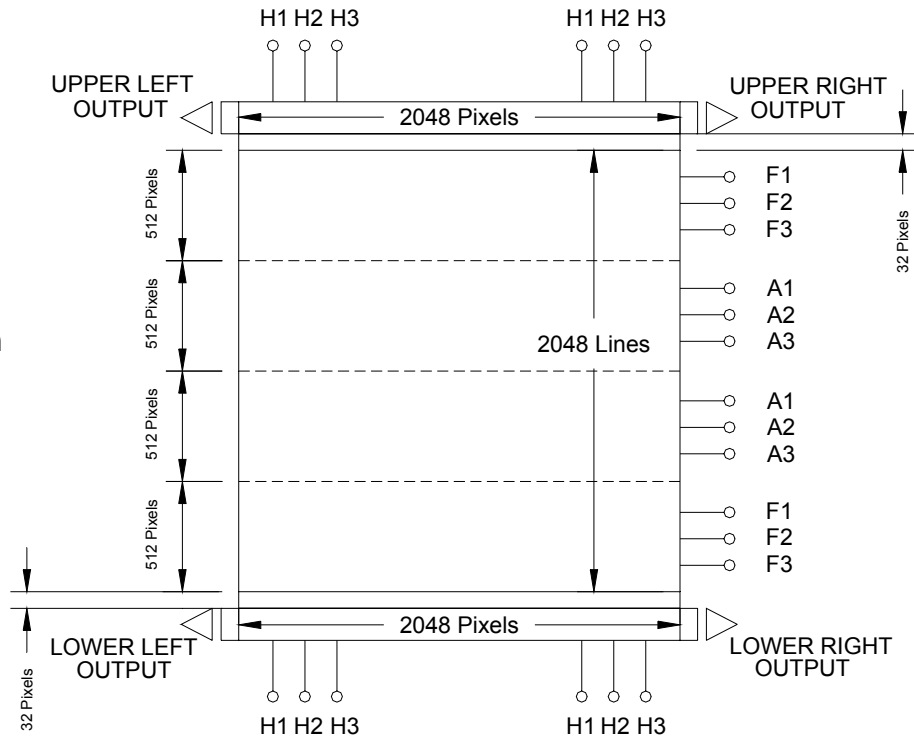 H1 H2 H3
H1 H2 H3
UPPER LEFT
OUTPUT
UPPER RIGHT
OUTPUT
2048 Pixels
512 Pixels
F1
F2
F3
32 Pixels
512 Pixels
A1
A2
A3
2048 Lines
512 Pixels
A1
A2
A3
512 Pixels
F1
F2
F3
32 Pixels
LOWER LEFT
OUTPUT
2048 Pixels
LOWER RIGHT
OUTPUT
H1 H2 H3
H1 H2 H3